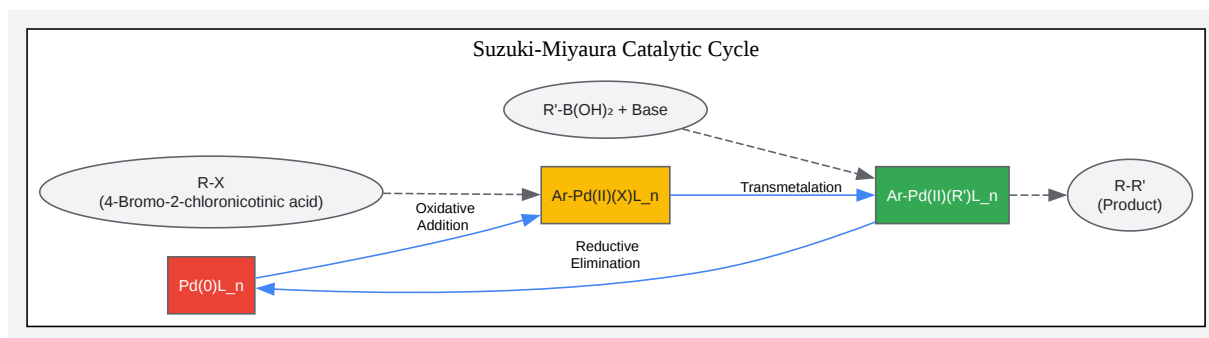 Suzuki-Miyaura Catalytic Cycle
R'-B(OH)₂ + Base
R-X
(4-Bromo-2-chloronicotinic acid)
Oxidative
Addition
Ar-Pd(II)(X)L_n
Transmetalation
Ar-Pd(II)(R')L_n
R-R'
(Product)
Reductive
Elimination
Pd(0)L_n